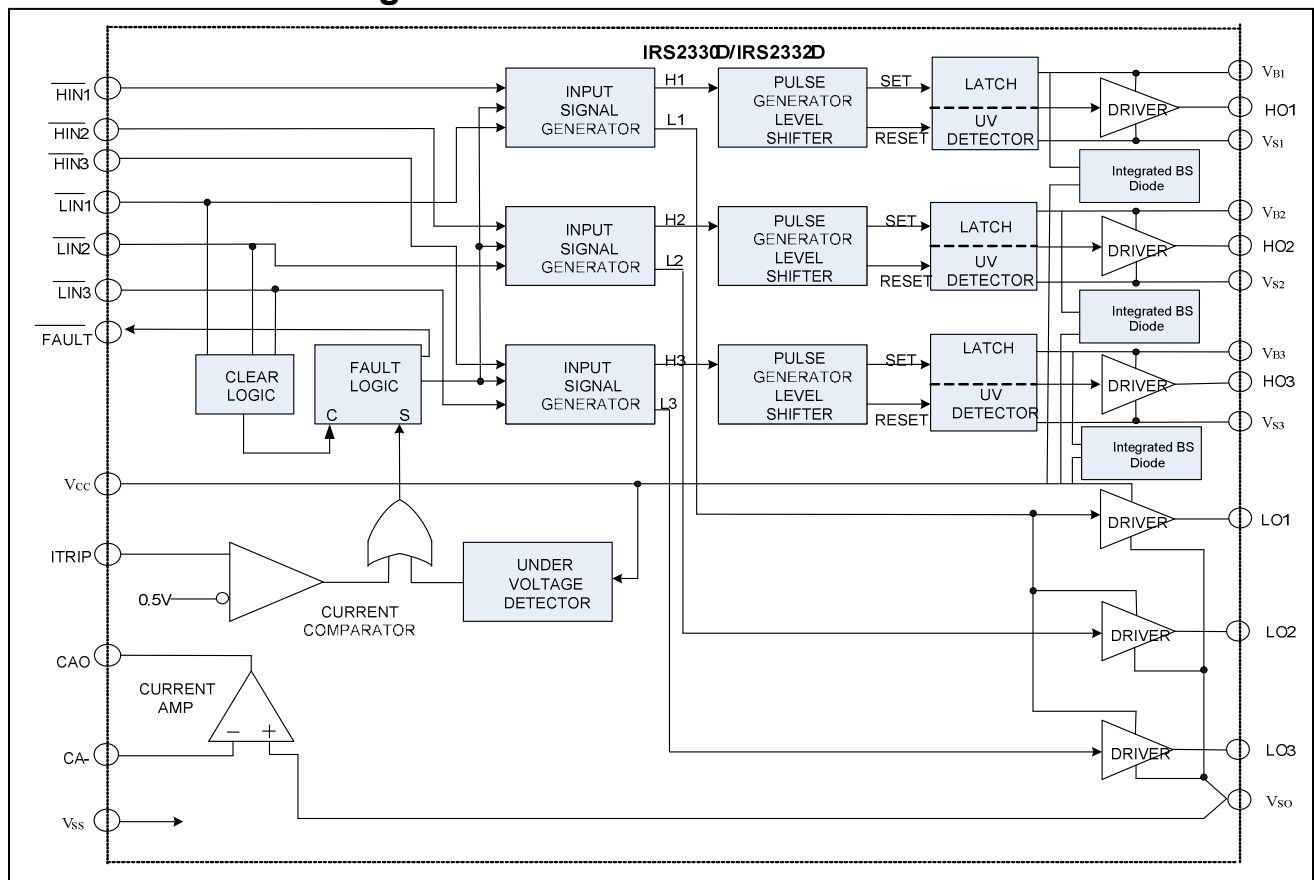 IRS2330D/IRS2332D
HIN1
HIN2
HIN3
LIN1
LIN2
LIN3
FAULT
VCC
ITRIP
0.5V
CAO
CA-
VSS
CLEAR
LOGIC
FAULT
LOGIC
C S
INPUT
SIGNAL
GENERATOR
H1
L1
PULSE
GENERATOR
LEVEL
SHIFTER
SET
RESET
LATCH
UV
DETECTOR
DRIVER
Integrated BS
Diode
VB1
HO1
VS1
INPUT
SIGNAL
GENERATOR
H2
L2
PULSE
GENERATOR
LEVEL
SHIFTER
SET
RESET
LATCH
UV
DETECTOR
DRIVER
Integrated BS
Diode
VB2
HO2
VS2
INPUT
SIGNAL
GENERATOR
H3
L3
PULSE
GENERATOR
LEVEL
SHIFTER
SET
RESET
LATCH
UV
DETECTOR
DRIVER
Integrated BS
Diode
VB3
HO3
VS3
CURRENT
COMPARATOR
UNDER
VOLTAGE
DETECTOR
CURRENT
AMP
− +
DRIVER
LO1
DRIVER
LO2
DRIVER
LO3
VSO